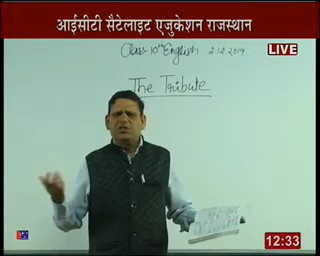 आईसीटी सैटेलाइट एजुकेशन राजस्थान
Class-10th English 2.12.2019
LIVE
The Tribute
12:33